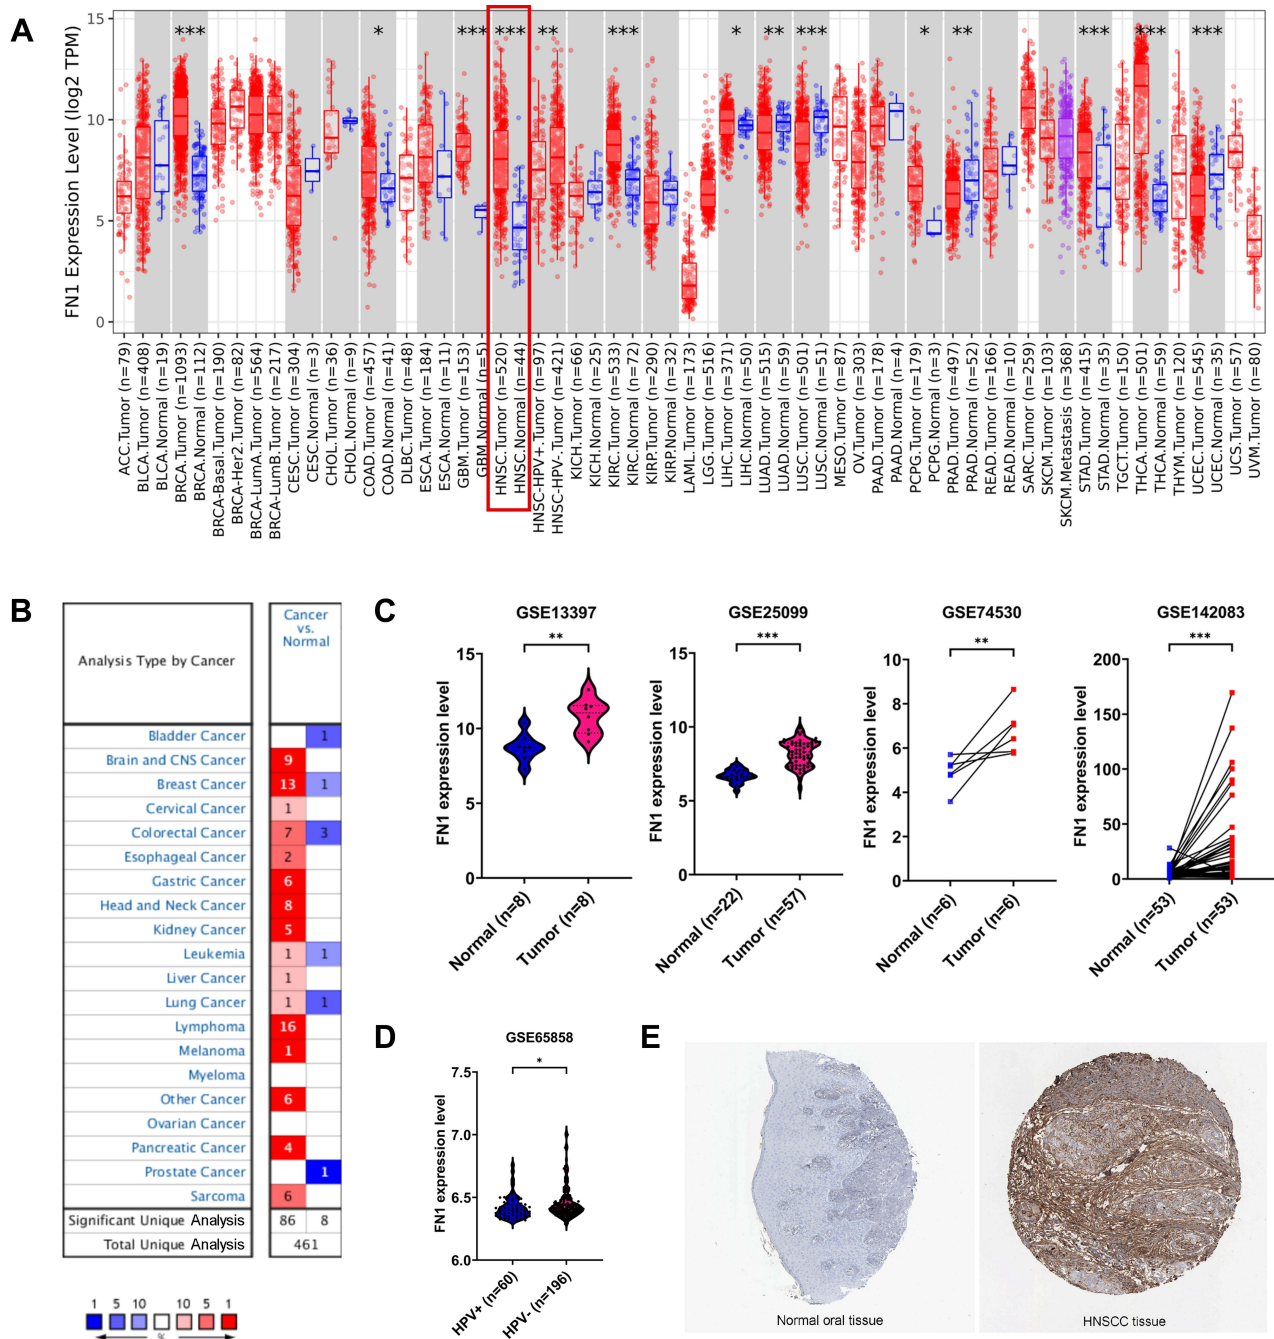 A
FN1 Expression Level (log2 TPM)
15
10
5
0
*** * *** *** ** *** * ** *** * ** *** *** ***
ACC.Tumor (n=79)
BLCA.Tumor (n=408)
BLCA.Normal (n=19)
BRCA.Tumor (n=1093)
BRCA.Normal (n=112)
BRCA-Basal.Tumor (n=190)
BRCA-Her2.Tumor (n=82)
BRCA-LumA.Tumor (n=564)
BRCA-LumB.Tumor (n=217)
CESC.Tumor (n=304)
CESC.Normal (n=3)
CHOL.Tumor (n=36)
CHOL.Normal (n=9)
COAD.Tumor (n=457)
COAD.Normal (n=41)
DLBC.Tumor (n=48)
ESCA.Tumor (n=184)
ESCA.Normal (n=11)
GBM.Tumor (n=153)
GBM.Normal (n=5)
HNSC.Tumor (n=520)
HNSC.Normal (n=44)
HNSC-HPV+.Tumor (n=97)
HNSC-HPV-.Tumor (n=421)
KICH.Tumor (n=66)
KICH.Normal (n=25)
KIRC.Tumor (n=533)
KIRC.Normal (n=72)
KIRP.Tumor (n=290)
KIRP.Normal (n=32)
LAML.Tumor (n=173)
LGG.Tumor (n=516)
LIHC.Tumor (n=371)
LIHC.Normal (n=50)
LUAD.Tumor (n=515)
LUAD.Normal (n=59)
LUSC.Tumor (n=501)
LUSC.Normal (n=51)
MESO.Tumor (n=87)
OV.Tumor (n=303)
PAAD.Tumor (n=178)
PAAD.Normal (n=4)
PCPG.Tumor (n=179)
PCPG.Normal (n=3)
PRAD.Tumor (n=497)
PRAD.Normal (n=52)
READ.Tumor (n=166)
READ.Normal (n=10)
SARC.Tumor (n=259)
SKCM.Tumor (n=103)
SKCM.Metastasis (n=368)
STAD.Tumor (n=415)
STAD.Normal (n=35)
TGCT.Tumor (n=150)
THCA.Tumor (n=501)
THCA.Normal (n=59)
THYM.Tumor (n=120)
UCEC.Tumor (n=545)
UCEC.Normal (n=35)
UCS.Tumor (n=57)
UVM.Tumor (n=80)
B
Analysis Type by Cancer
Cancer
vs.
Normal
Bladder Cancer 1
Brain and CNS Cancer 9
Breast Cancer 13 1
Cervical Cancer 1
Colorectal Cancer 7 3
Esophageal Cancer 2
Gastric Cancer 6
Head and Neck Cancer 8
Kidney Cancer 5
Leukemia 1 1
Liver Cancer 1
Lung Cancer 1 1
Lymphoma 16
Melanoma 1
Myeloma
Other Cancer 6
Ovarian Cancer
Pancreatic Cancer 4
Prostate Cancer 1
Sarcoma 6
Significant Unique Analysis 86 8
Total Unique Analysis 461
1 5 10 10 5 1
%
C
GSE13397
**
FN1 expression level
15
10
5
0
Normal (n=8)
Tumor (n=8)
GSE25099
***
FN1 expression level
15
10
5
0
Normal (n=22)
Tumor (n=57)
GSE74530
**
FN1 expression level
10
8
6
4
2
0
Normal (n=6)
Tumor (n=6)
GSE142083
***
FN1 expression level
200
150
100
50
0
Normal (n=53)
Tumor (n=53)
D
GSE65858
*
FN1 expression level
7.5
7.0
6.5
6.0
HPV+ (n=60)
HPV- (n=196)
E
Normal oral tissue
HNSCC tissue